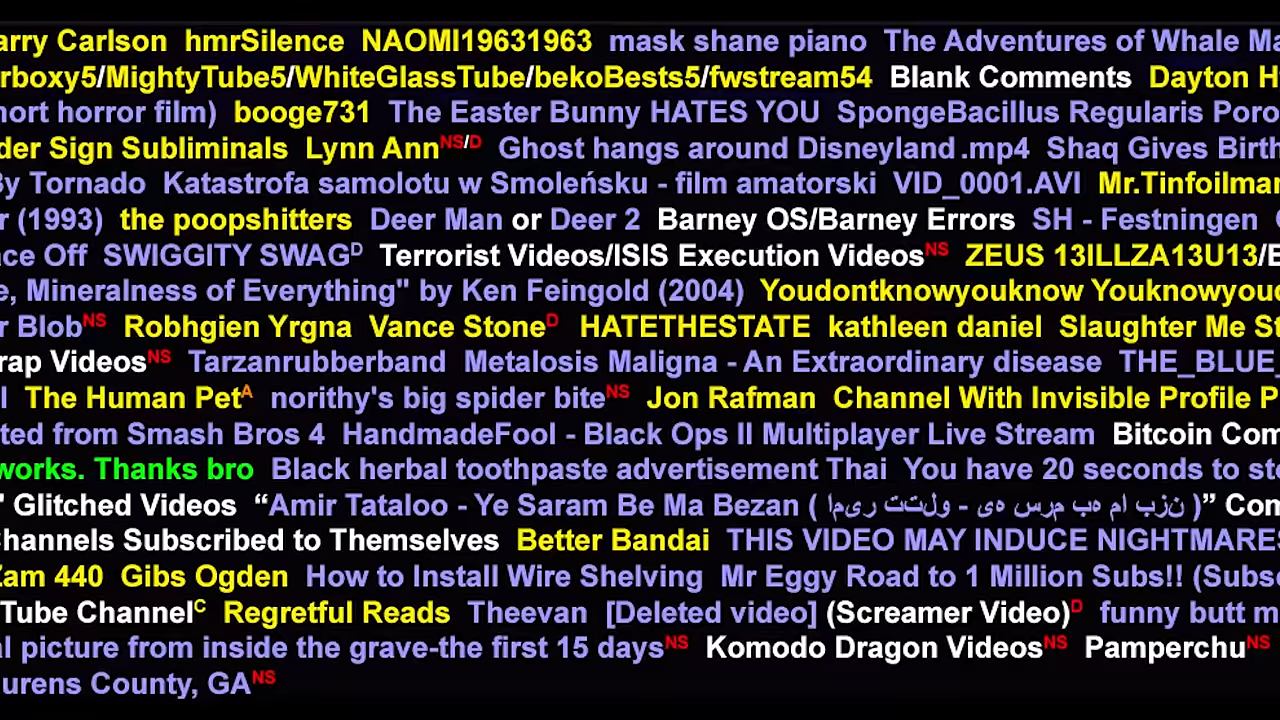 arry Carlson  hmrSilence  NAOMI19631963  mask shane piano  The Adventures of Whale Ma
rboxy5/MightyTube5/WhiteGlassTube/bekoBests5/fwstream54  Blank Comments  Dayton H
hort horror film)  booge731  The Easter Bunny HATES YOU  SpongeBacillus Regularis Poro
der Sign Subliminals  Lynn AnnNS/D  Ghost hangs around Disneyland .mp4  Shaq Gives Birth
By Tornado  Katastrofa samolotu w Smoleńsku - film amatorski  VID_0001.AVI  Mr.Tinfoilman
r (1993)  the poopshitters  Deer Man or Deer 2  Barney OS/Barney Errors  SH - Festningen
ace Off  SWIGGITY SWAGD  Terrorist Videos/ISIS Execution VideosNS  ZEUS 13ILLZA13U13/E
e, Mineralness of Everything" by Ken Feingold (2004)  Youdontknowyouknow Youknowyoud
r BlobNS  Robhgien Yrgna  Vance StoneD  HATETHESTATE  kathleen daniel  Slaughter Me St
rap VideosNS  Tarzanrubberband  Metalosis Maligna - An Extraordinary disease  THE_BLUE_
l  The Human PetA  norithy's big spider biteNS  Jon Rafman  Channel With Invisible Profile P
ted from Smash Bros 4  HandmadeFool - Black Ops II Multiplayer Live Stream  Bitcoin Com
works. Thanks bro  Black herbal toothpaste advertisement Thai  You have 20 seconds to sto
" Glitched Videos  “Amir Tataloo - Ye Saram Be Ma Bezan ( امیر تتلو - یه سرم به ما بزن )” Com
Channels Subscribed to Themselves  Better Bandai  THIS VIDEO MAY INDUCE NIGHTMARES
Zam 440  Gibs Ogden  How to Install Wire Shelving  Mr Eggy Road to 1 Million Subs!! (Subsc
Tube ChannelC  Regretful Reads  Theevan  [Deleted video] (Screamer Video)D  funny butt m
al picture from inside the grave-the first 15 daysNS  Komodo Dragon VideosNS  PamperchuNS
urens County, GANS